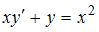 xy′ + y = x²